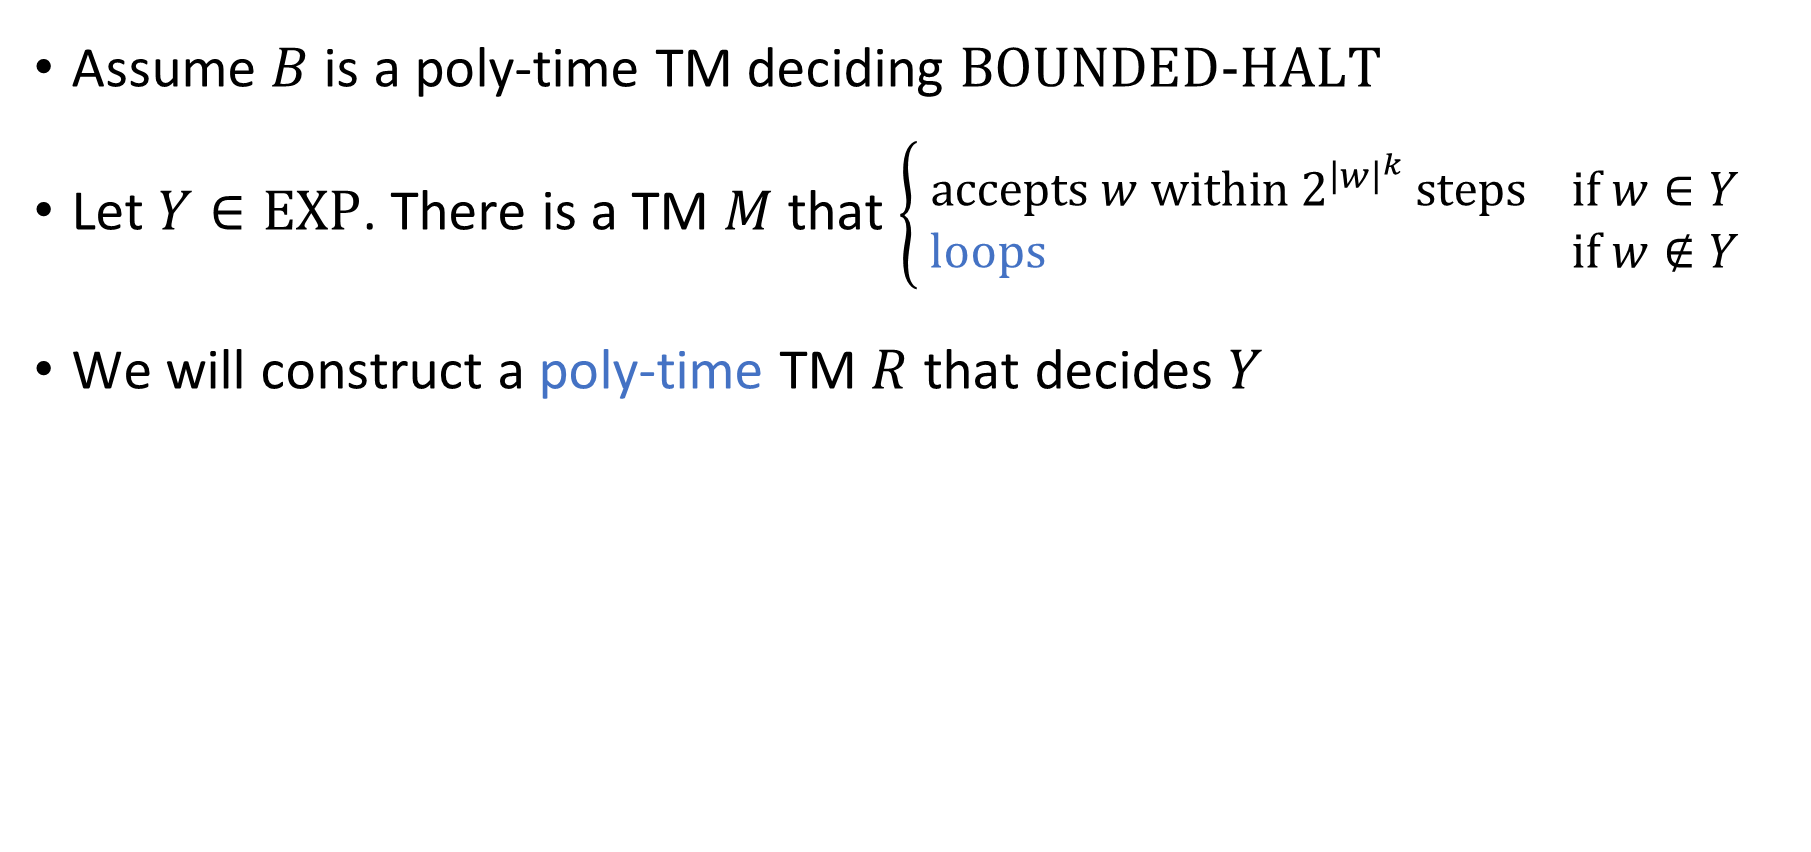 • Assume B is a poly-time TM deciding BOUNDED-HALT
• Let Y ∈ EXP. There is a TM M that { accepts w within 2^{|w|^k} steps if w ∈ Y
loops if w ∉ Y
• We will construct a poly-time TM R that decides Y